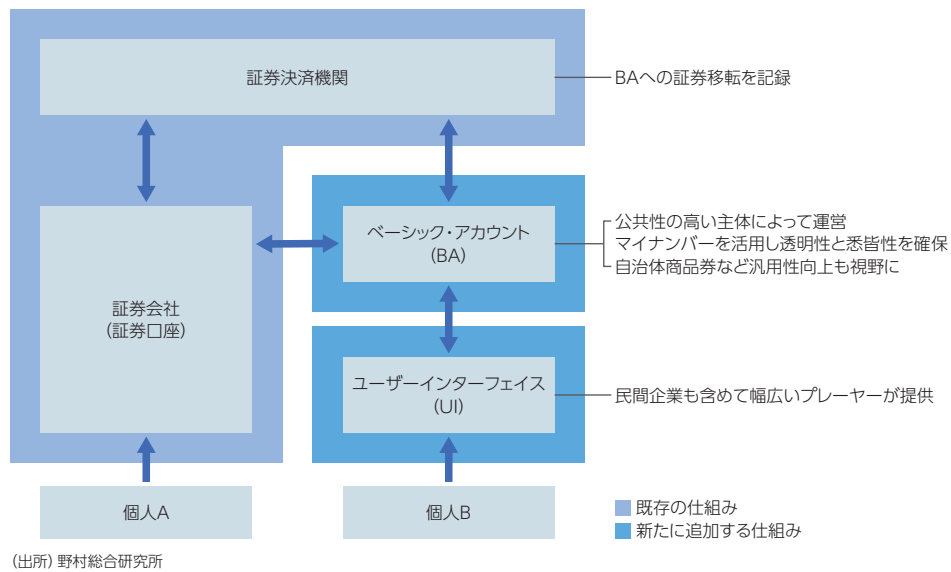 証券決済機関
BAへの証券移転を記録
ベーシック・アカウント
(BA)
公共性の高い主体によって運営
マイナンバーを活用し透明性と悉皆性を確保
自治体商品券など汎用性向上も視野に
証券会社
(証券口座)
ユーザーインターフェイス
(UI)
民間企業も含めて幅広いプレーヤーが提供
個人A
個人B
既存の仕組み
新たに追加する仕組み
(出所) 野村総合研究所